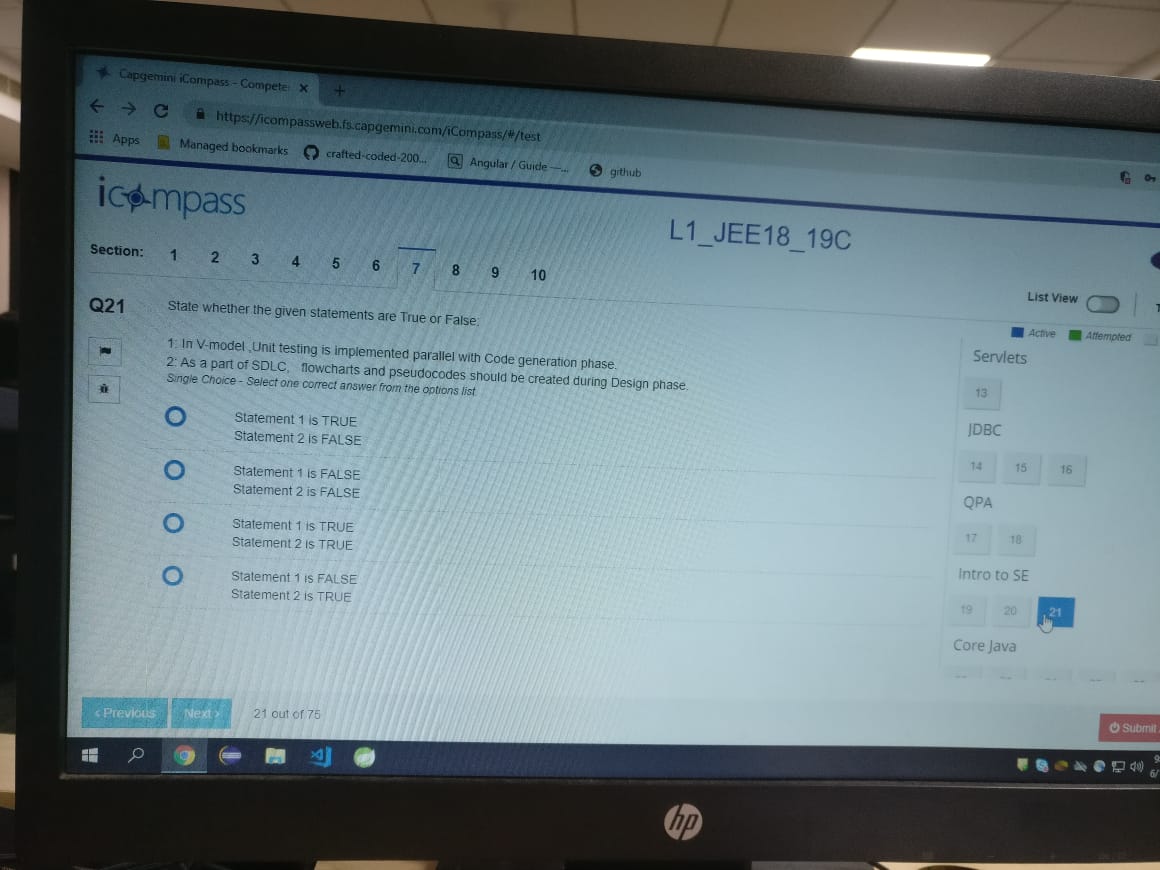 Capgemini iCompass - Compete
https://icompassweb.fs.capgemini.com/iCompass/#/test
Apps Managed bookmarks crafted-coded-200... Angular / Guide —... github
icompass
L1_JEE18_19C
Section: 1 2 3 4 5 6 7 8 9 10
List View
Active Attempted
Q21 State whether the given statements are True or False:
1: In V-model ,Unit testing is implemented parallel with Code generation phase.
2: As a part of SDLC, flowcharts and pseudocodes should be created during Design phase.
Single Choice - Select one correct answer from the options list.
Statement 1 is TRUE
Statement 2 is FALSE
Statement 1 is FALSE
Statement 2 is FALSE
Statement 1 is TRUE
Statement 2 is TRUE
Statement 1 is FALSE
Statement 2 is TRUE
Servlets
13
JDBC
14 15 16
QPA
17 18
Intro to SE
19 20 21
Core Java
‹ Previous Next › 21 out of 75
Submit
hp